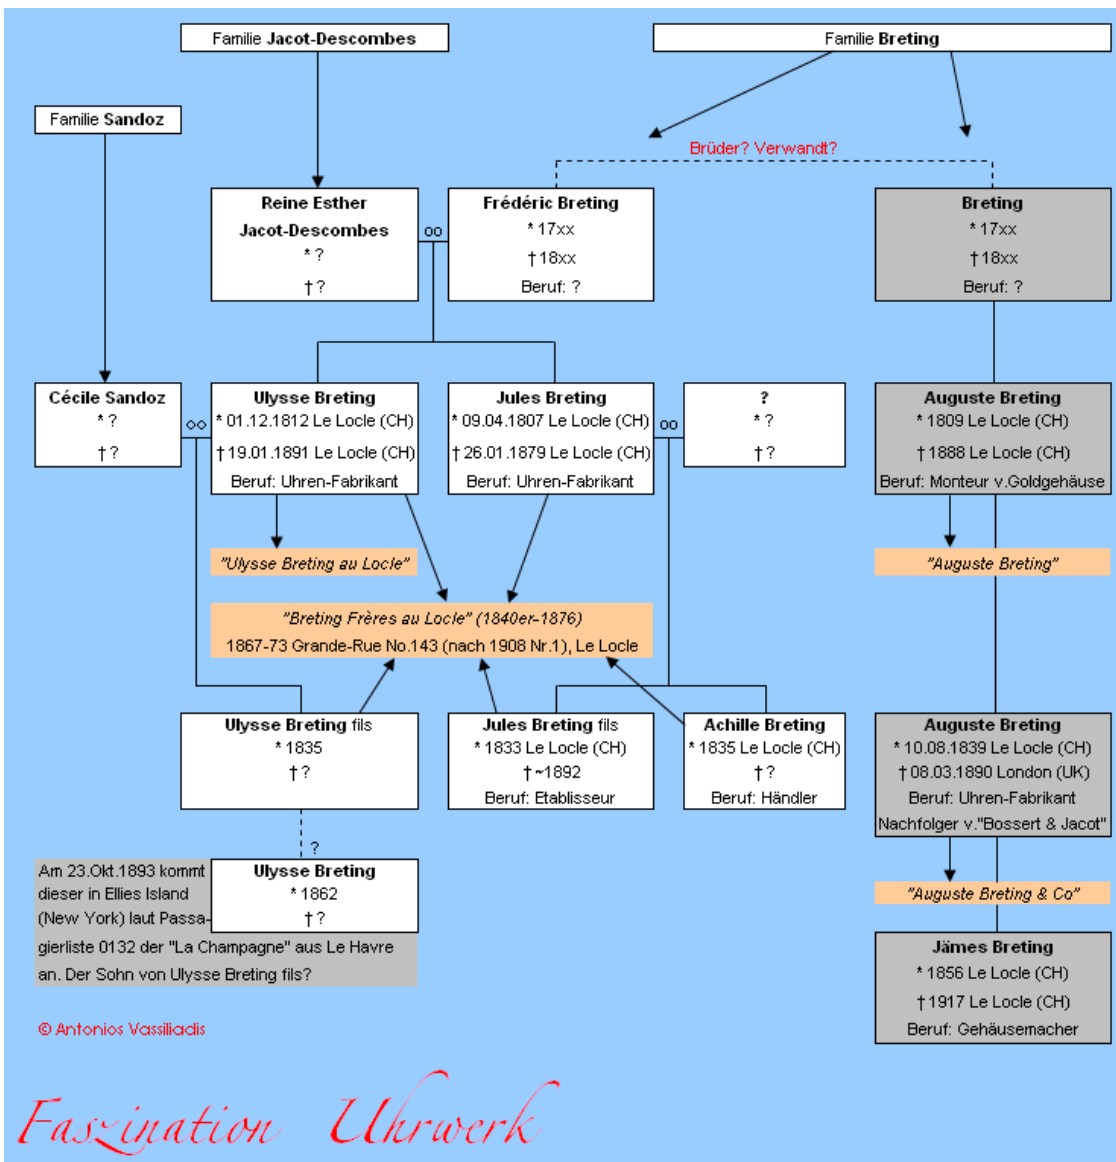 Familie Jacot-Descombes
Familie Breting
Familie Sandoz
Brüder? Verwandt?
Reine Esther
Jacot-Descombes
* ?
† ?
oo
Frédéric Breting
* 17xx
† 18xx
Beruf: ?
Breting
* 17xx
† 18xx
Beruf: ?
Cécile Sandoz
* ?
† ?
oo
Ulysse Breting
* 01.12.1812 Le Locle (CH)
† 19.01.1891 Le Locle (CH)
Beruf: Uhren-Fabrikant
Jules Breting
* 09.04.1807 Le Locle (CH)
† 26.01.1879 Le Locle (CH)
Beruf: Uhren-Fabrikant
oo
?
* ?
† ?
Auguste Breting
* 1809 Le Locle (CH)
† 1888 Le Locle (CH)
Beruf: Monteur v.Goldgehäuse
"Ulysse Breting au Locle"
"Auguste Breting"
"Breting Frères au Locle" (1840er-1876)
1867-73 Grande-Rue No.143 (nach 1908 Nr.1), Le Locle
Ulysse Breting fils
* 1835
† ?
Jules Breting fils
* 1833 Le Locle (CH)
† ~1892
Beruf: Etablisseur
Achille Breting
* 1835 Le Locle (CH)
† ?
Beruf: Händler
Auguste Breting
* 10.08.1839 Le Locle (CH)
† 08.03.1890 London (UK)
Beruf: Uhren-Fabrikant
Nachfolger v."Bossert & Jacot"
?
Ulysse Breting
* 1862
† ?
Am 23.Okt.1893 kommt
dieser in Ellies Island
(New York) laut Passa-
gierliste 0132 der "La Champagne" aus Le Havre
an. Der Sohn von Ulysse Breting fils?
"Auguste Breting & Co"
Jämes Breting
* 1856 Le Locle (CH)
† 1917 Le Locle (CH)
Beruf: Gehäusemacher
© Antonios Vassiliadis
Faszination Uhrwerk